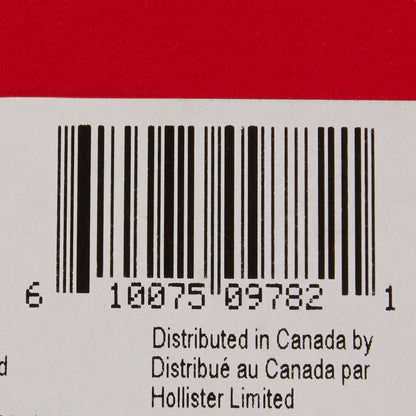 6 10075 09782 1
Distributed in Canada by
d
Distribué au Canada par
Hollister Limited